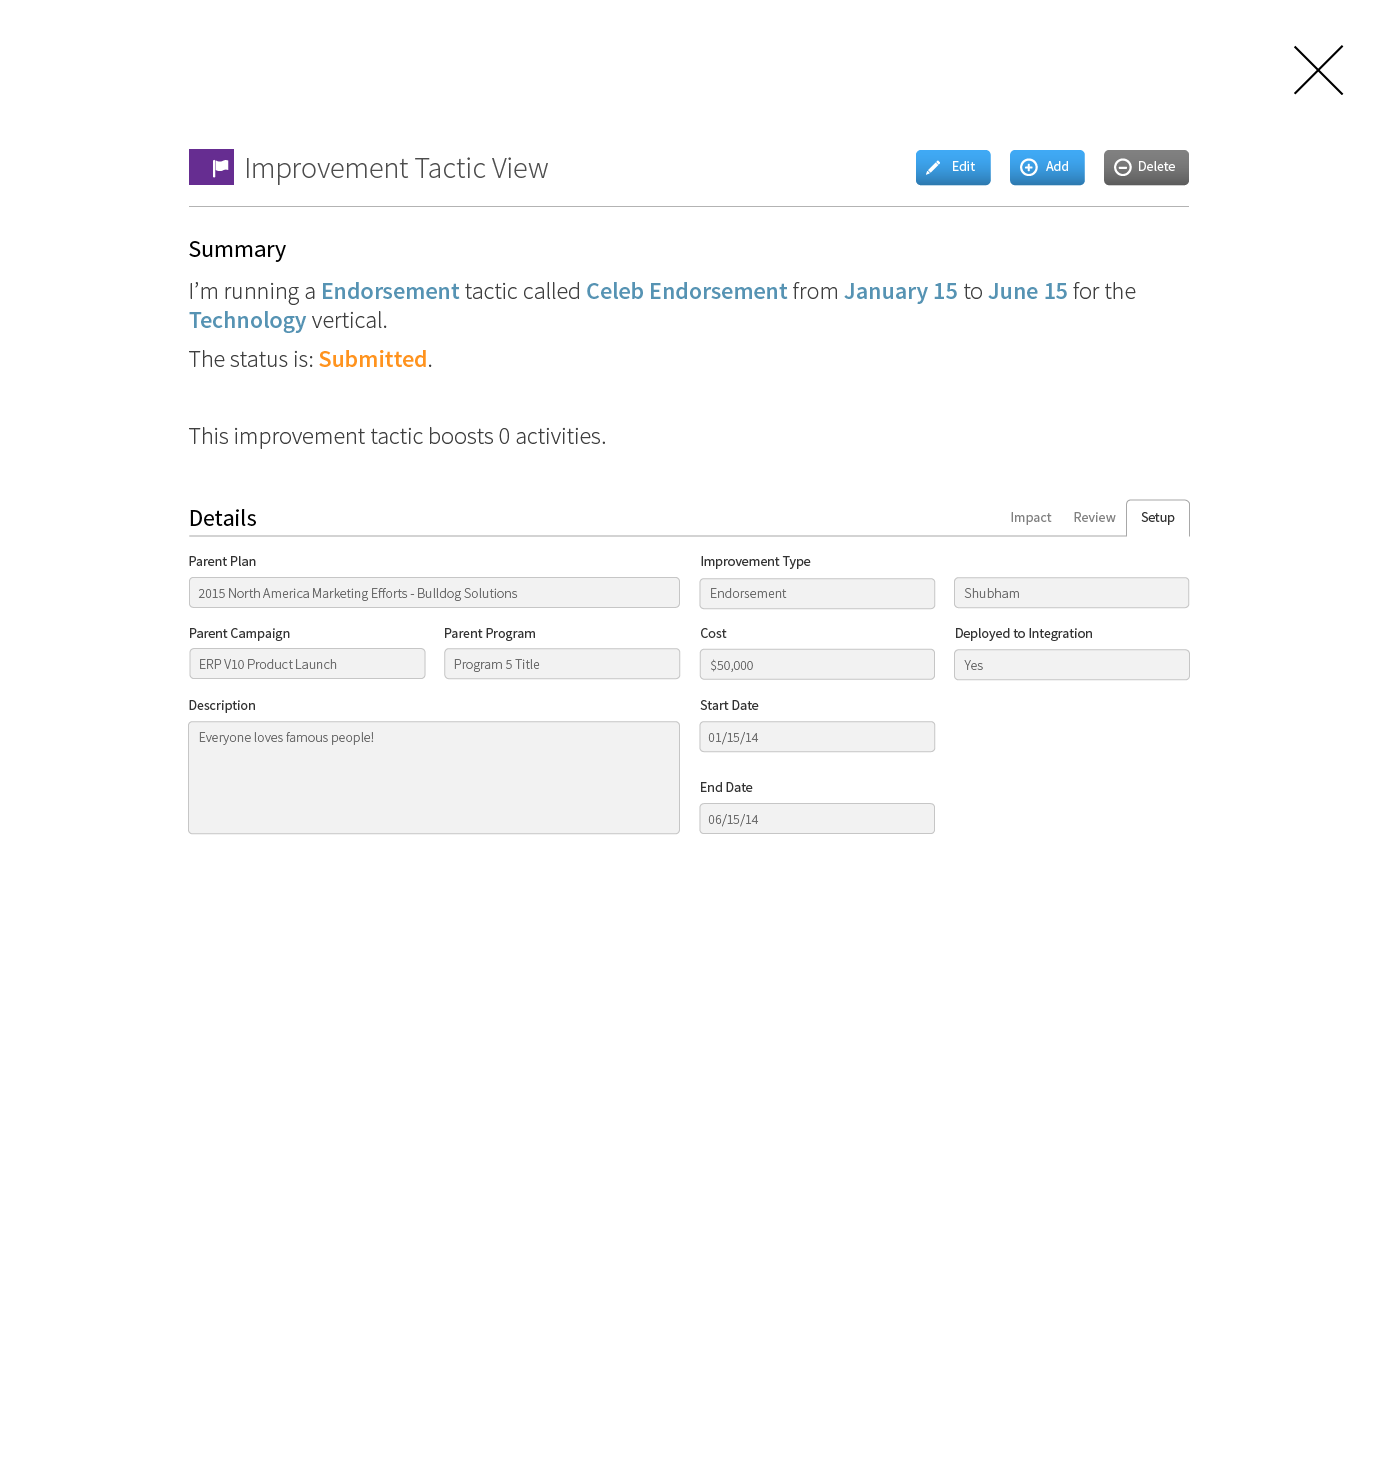 Improvement Tactic View
Edit
Add
Delete
Summary
I’m running a Endorsement tactic called Celeb Endorsement from January 15 to June 15 for the
Technology vertical.
The status is: Submitted.
This improvement tactic boosts 0 activities.
Details
Impact
Review
Setup
Parent Plan
Improvement Type
2015 North America Marketing Efforts - Bulldog Solutions
Endorsement
Shubham
Parent Campaign
Parent Program
Cost
Deployed to Integration
ERP V10 Product Launch
Program 5 Title
$50,000
Yes
Description
Start Date
Everyone loves famous people!
01/15/14
End Date
06/15/14